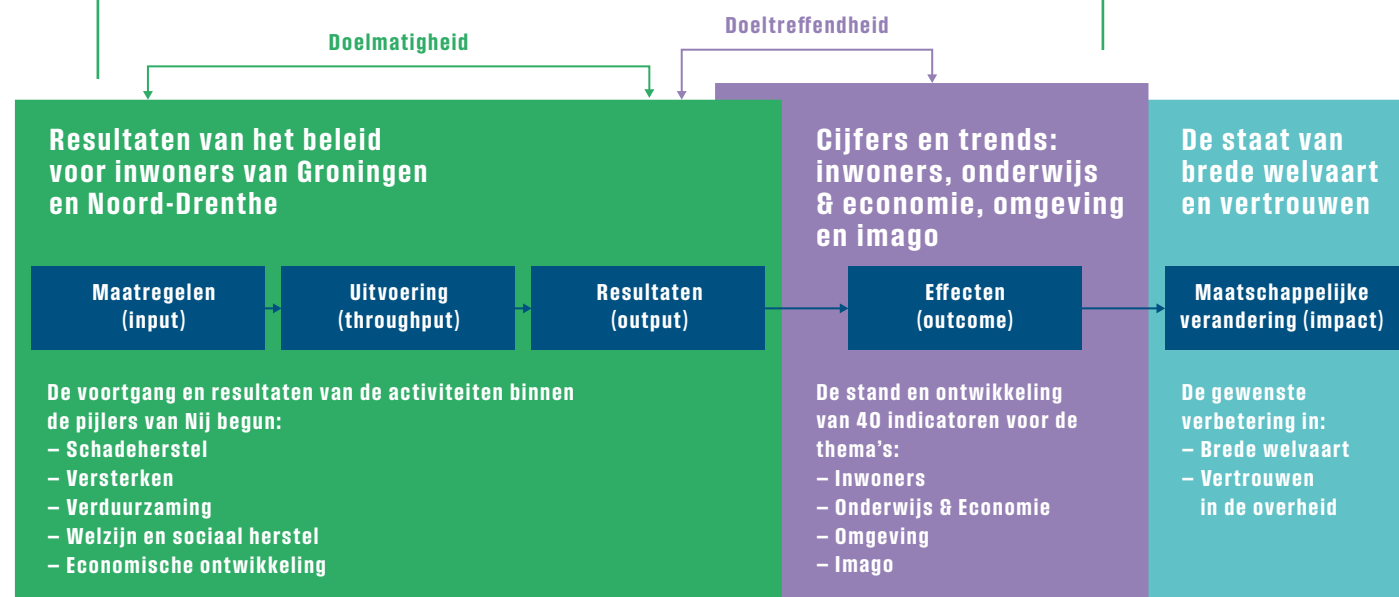 Doelmatigheid
Doeltreffendheid
Resultaten van het beleid
voor inwoners van Groningen
en Noord-Drenthe
Maatregelen
(input)
Uitvoering
(throughput)
Resultaten
(output)
De voortgang en resultaten van de activiteiten binnen
de pijlers van Nij begun:
– Schadeherstel
– Versterken
– Verduurzaming
– Welzijn en sociaal herstel
– Economische ontwikkeling
Cijfers en trends:
inwoners, onderwijs
& economie, omgeving
en imago
Effecten
(outcome)
De stand en ontwikkeling
van 40 indicatoren voor de
thema's:
– Inwoners
– Onderwijs & Economie
– Omgeving
– Imago
De staat van
brede welvaart
en vertrouwen
Maatschappelijke
verandering (impact)
De gewenste
verbetering in:
– Brede welvaart
– Vertrouwen
in de overheid